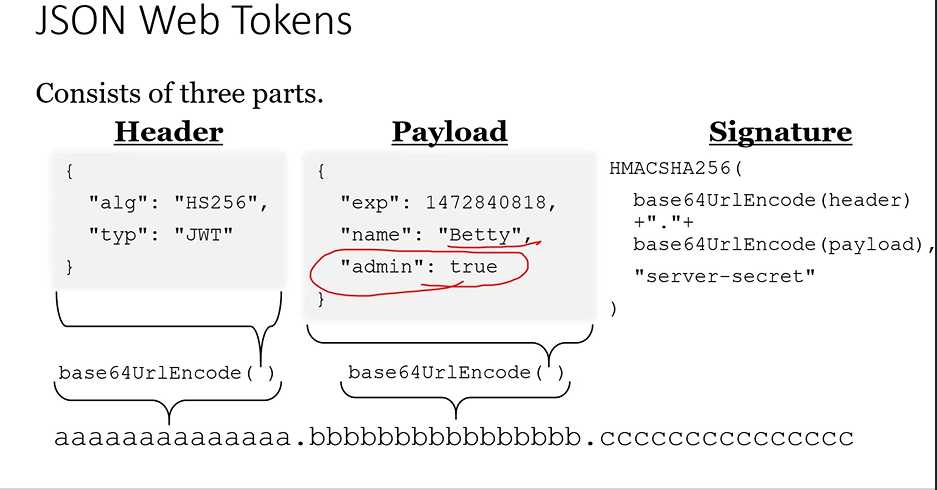 JSON Web Tokens
Consists of three parts.
Header
{
"alg": "HS256",
"typ": "JWT"
}
base64UrlEncode( )
Payload
{
"exp": 1472840818,
"name": "Betty",
"admin": true
}
base64UrlEncode( )
Signature
HMACSHA256(
base64UrlEncode(header)
+"."+
base64UrlEncode(payload),
"server-secret"
)
aaaaaaaaaaaaaa.bbbbbbbbbbbbbbbb.cccccccccccccccc